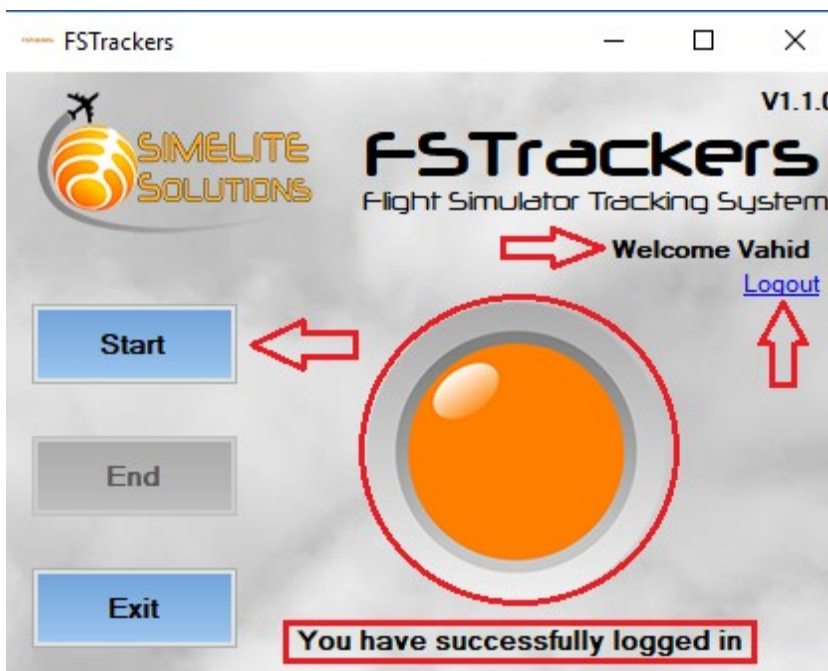 FSTrackers
V1.1.0
SIMELITE
SOLUTIONS
FSTrackers
Flight Simulator Tracking System
Welcome Vahid
Logout
Start
End
Exit
You have successfully logged in